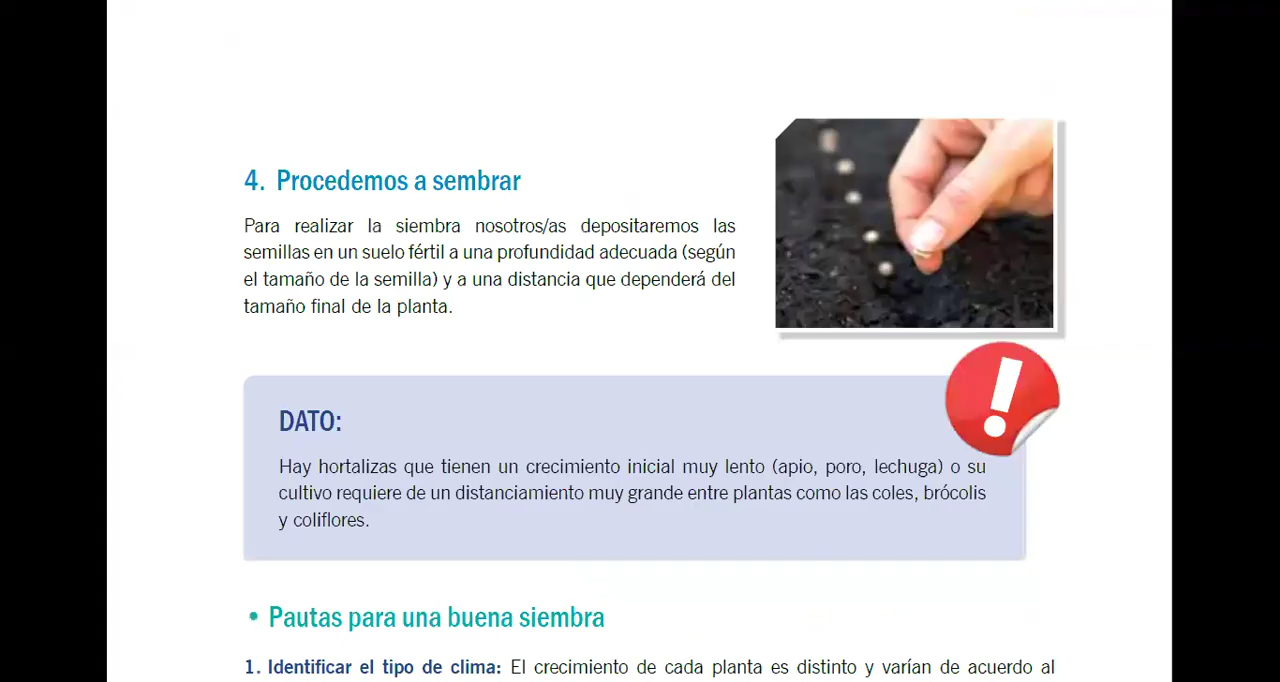 4. Procedemos a sembrar
Para realizar la siembra nosotros/as depositaremos las
semillas en un suelo fértil a una profundidad adecuada (según
el tamaño de la semilla) y a una distancia que dependerá del
tamaño final de la planta.
DATO:
Hay hortalizas que tienen un crecimiento inicial muy lento (apio, poro, lechuga) o su
cultivo requiere de un distanciamiento muy grande entre plantas como las coles, brócolis
y coliflores.
• Pautas para una buena siembra
1. Identificar el tipo de clima: El crecimiento de cada planta es distinto y varían de acuerdo al